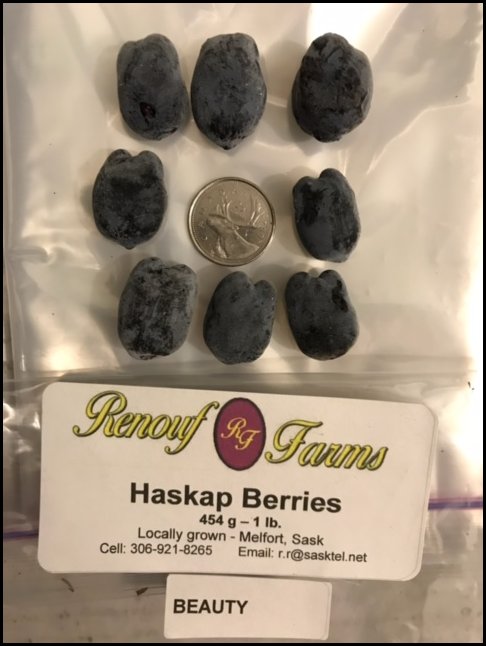 Renouf RF Farms
Haskap Berries
454 g – 1 lb.
Locally grown - Melfort, Sask
Cell: 306-921-8265 Email: r.r@sasktel.net
BEAUTY